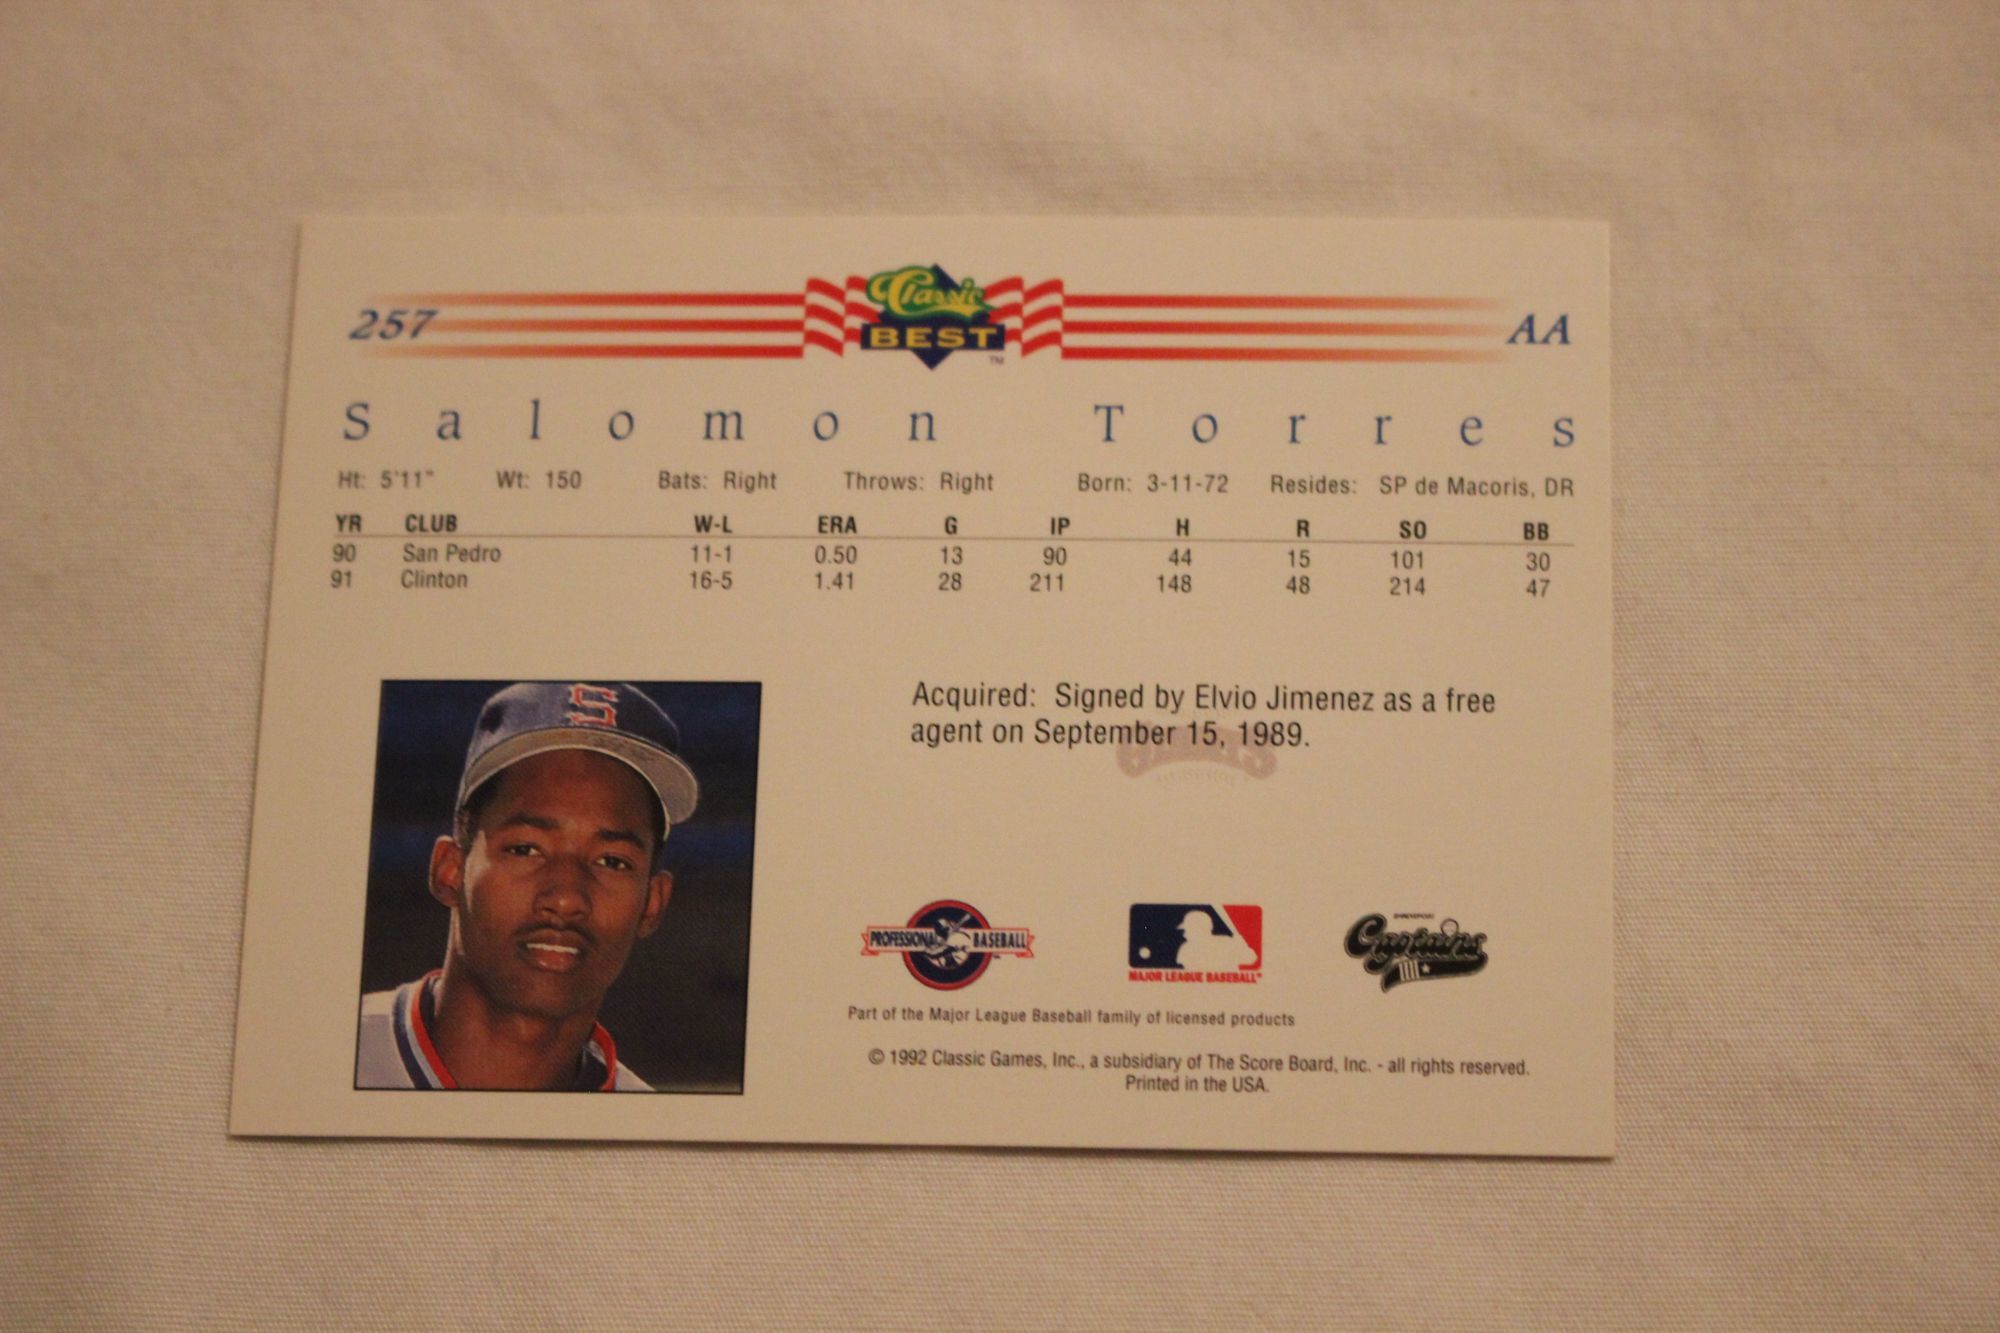 257 Classic BEST TM AA
Salomon Torres
Ht: 5'11" Wt: 150 Bats: Right Throws: Right Born: 3-11-72 Resides: SP de Macoris, DR
YR CLUB W-L ERA G IP H R SO BB
90 San Pedro 11-1 0.50 13 90 44 15 101 30
91 Clinton 16-5 1.41 28 211 148 48 214 47
S
Acquired: Signed by Elvio Jimenez as a free
agent on September 15, 1989.
PROFESSIONAL BASEBALL
MAJOR LEAGUE BASEBALL
SHREVEPORT
Captains
Part of the Major League Baseball family of licensed products
© 1992 Classic Games, Inc., a subsidiary of The Score Board, Inc. - all rights reserved.
Printed in the USA.